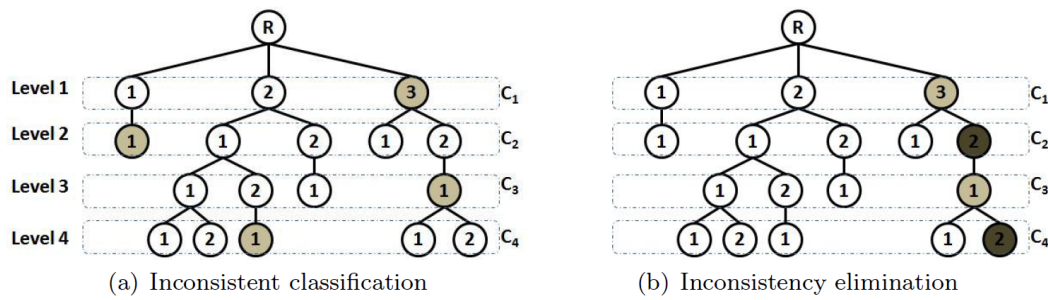 R R
Level 1 1 2 3 C1 1 2 3 C1
Level 2 1 1 2 1 2 C2 1 1 2 1 2 C2
Level 3 1 2 1 1 C3 1 2 1 1 C3
Level 4 1 2 1 1 2 C4 1 2 1 1 2 C4
(a) Inconsistent classification (b) Inconsistency elimination